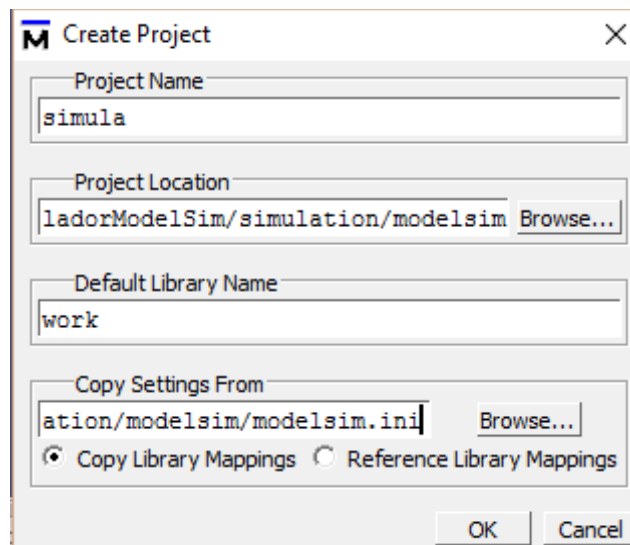 Create Project
Project Name
simula
Project Location
ladorModelSim/simulation/modelsim Browse...
Default Library Name
work
Copy Settings From
ation/modelsim/modelsim.ini Browse...
Copy Library Mappings Reference Library Mappings
OK Cancel